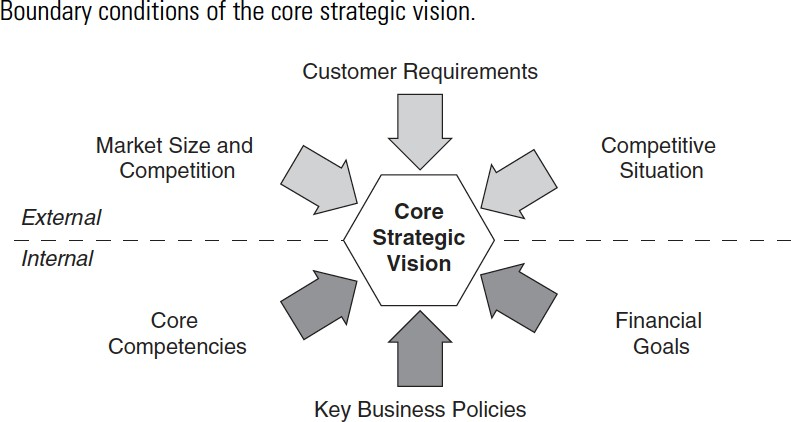 Boundary conditions of the core strategic vision.
Customer Requirements
Market Size and
Competition
Competitive
Situation
Core
Strategic
Vision
External
Internal
Core
Competencies
Financial
Goals
Key Business Policies